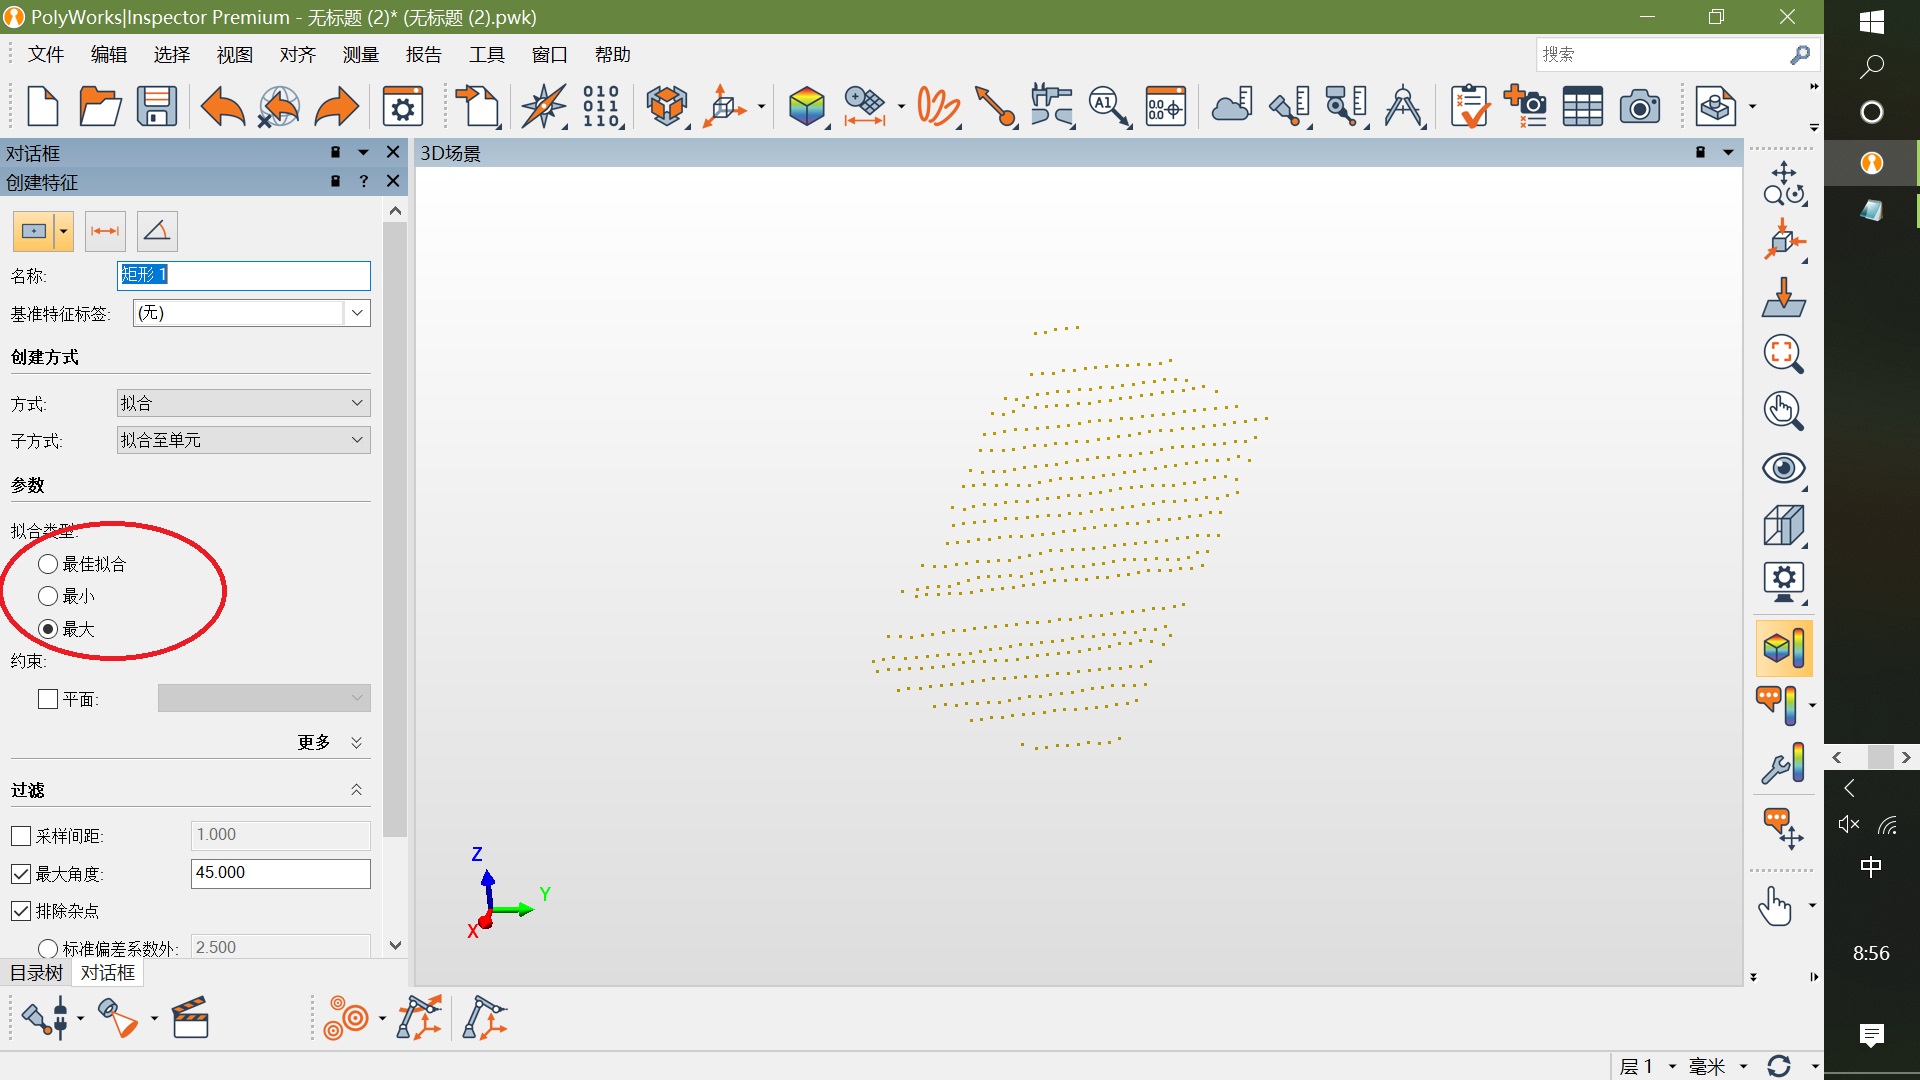 PolyWorks|Inspector Premium - 无标题 (2)* (无标题 (2).pwk)
文件 编辑 选择 视图 对齐 测量 报告 工具 窗口 帮助
搜索
010
011
110
A1
0.0
0.0
对话框
3D场景
创建特征
?
名称: 矩形 1
基准特征标签: (无)
创建方式
方式: 拟合
子方式: 拟合至单元
参数
拟合类型:
最佳拟合
最小
最大
约束:
平面:
更多
过滤
采样间距: 1.000
最大角度: 45.000
排除杂点
标准偏差系数外: 2.500
目录树 对话框
Z
Y
X
中
8:56
层 1 毫米